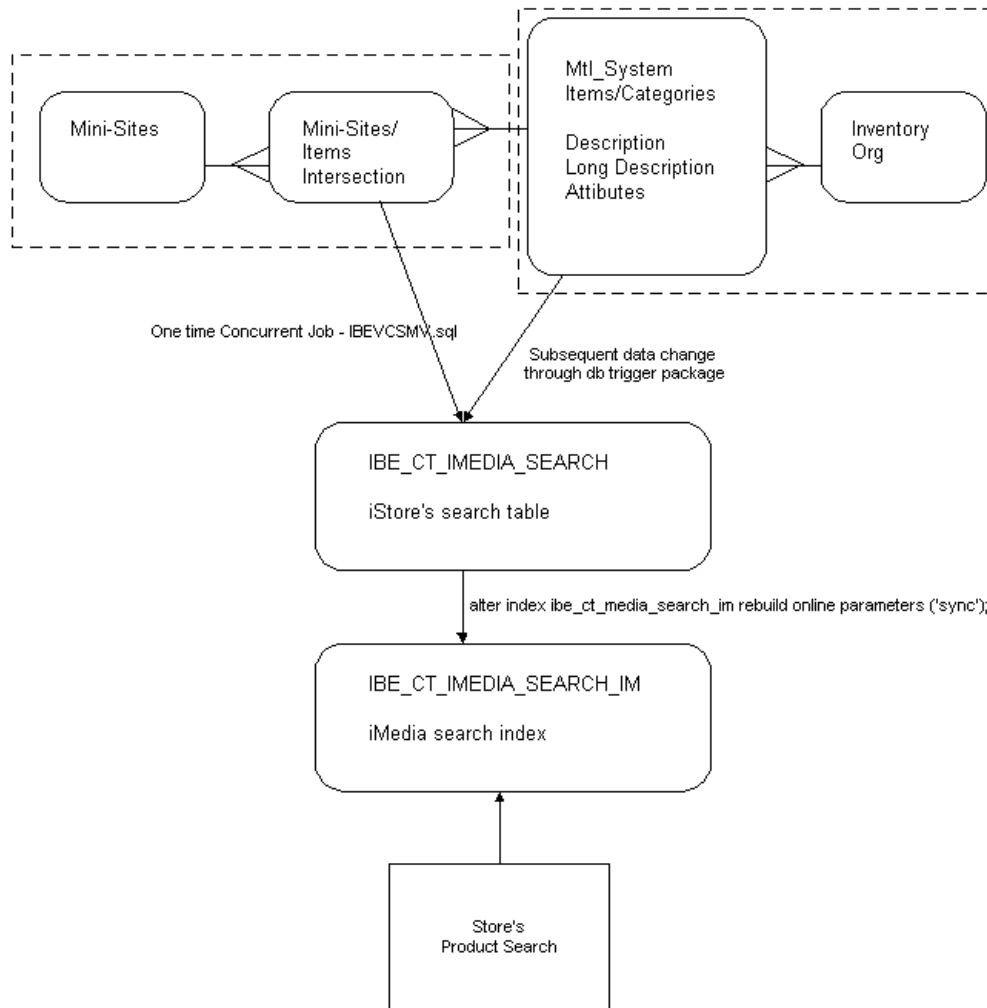 Mini-Sites
Mini-Sites/
Items
Intersection
Mtl_System
Items/Categories
Description
Long Description
Attibutes
Inventory
Org
One time Concurrent Job - IBEVCSMV.sql
Subsequent data change
through db trigger package
IBE_CT_IMEDIA_SEARCH
iStore's search table
alter index ibe_ct_media_search_im rebuild online parameters ('sync');
IBE_CT_IMEDIA_SEARCH_IM
iMedia search index
Store's
Product Search